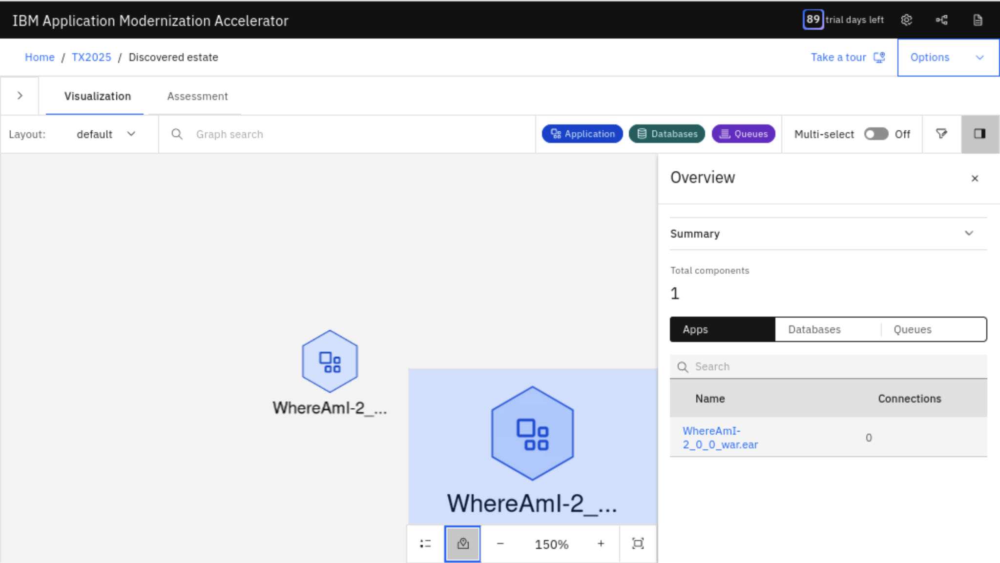 IBM Application Modernization Accelerator
89 trial days left
Home / TX2025 / Discovered estate
Take a tour
Options
Visualization
Assessment
Layout: default
Graph search
Application
Databases
Queues
Multi-select
Off
Overview
Summary
Total components
1
Apps
Databases
Queues
Search
Name
Connections
WhereAmI-
2_0_0_war.ear
0
WhereAmI-2_...
WhereAmI-2_...
150%